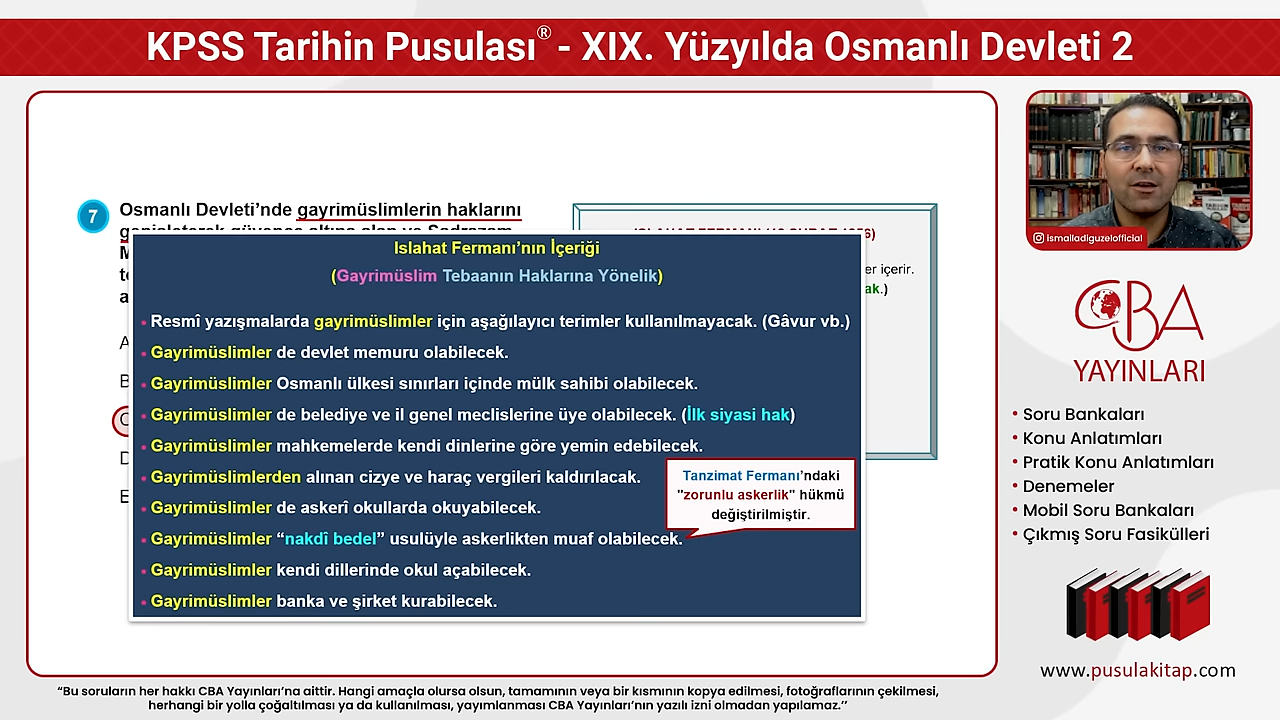 KPSS Tarihin Pusulası® - XIX. Yüzyılda Osmanlı Devleti 2
7
Osmanlı Devleti’nde gayrimüslimlerin haklarını
Islahat Fermanı’nın İçeriği
(Gayrimüslim Tebaanın Haklarına Yönelik)
• Resmî yazışmalarda gayrimüslimler için aşağılayıcı terimler kullanılmayacak. (Gâvur vb.)
• Gayrimüslimler de devlet memuru olabilecek.
• Gayrimüslimler Osmanlı ülkesi sınırları içinde mülk sahibi olabilecek.
• Gayrimüslimler de belediye ve il genel meclislerine üye olabilecek. (İlk siyasi hak)
• Gayrimüslimler mahkemelerde kendi dinlerine göre yemin edebilecek.
• Gayrimüslimlerden alınan cizye ve haraç vergileri kaldırılacak.
• Gayrimüslimler de askerî okullarda okuyabilecek.
• Gayrimüslimler “nakdî bedel” usulüyle askerlikten muaf olabilecek.
• Gayrimüslimler kendi dillerinde okul açabilecek.
• Gayrimüslimler banka ve şirket kurabilecek.
Tanzimat Fermanı’ndaki
"zorunlu askerlik" hükmü
değiştirilmiştir.
er içerir.
ak.)
A
B
D
E
ismailadiguzelofficial
CBA
YAYINLARI
• Soru Bankaları
• Konu Anlatımları
• Pratik Konu Anlatımları
• Denemeler
• Mobil Soru Bankaları
• Çıkmış Soru Fasikülleri
www.pusulakitap.com
“Bu soruların her hakkı CBA Yayınları’na aittir. Hangi amaçla olursa olsun, tamamının veya bir kısmının kopya edilmesi, fotoğraflarının çekilmesi,
herhangi bir yolla çoğaltılması ya da kullanılması, yayımlanması CBA Yayınları’nın yazılı izni olmadan yapılamaz.’’